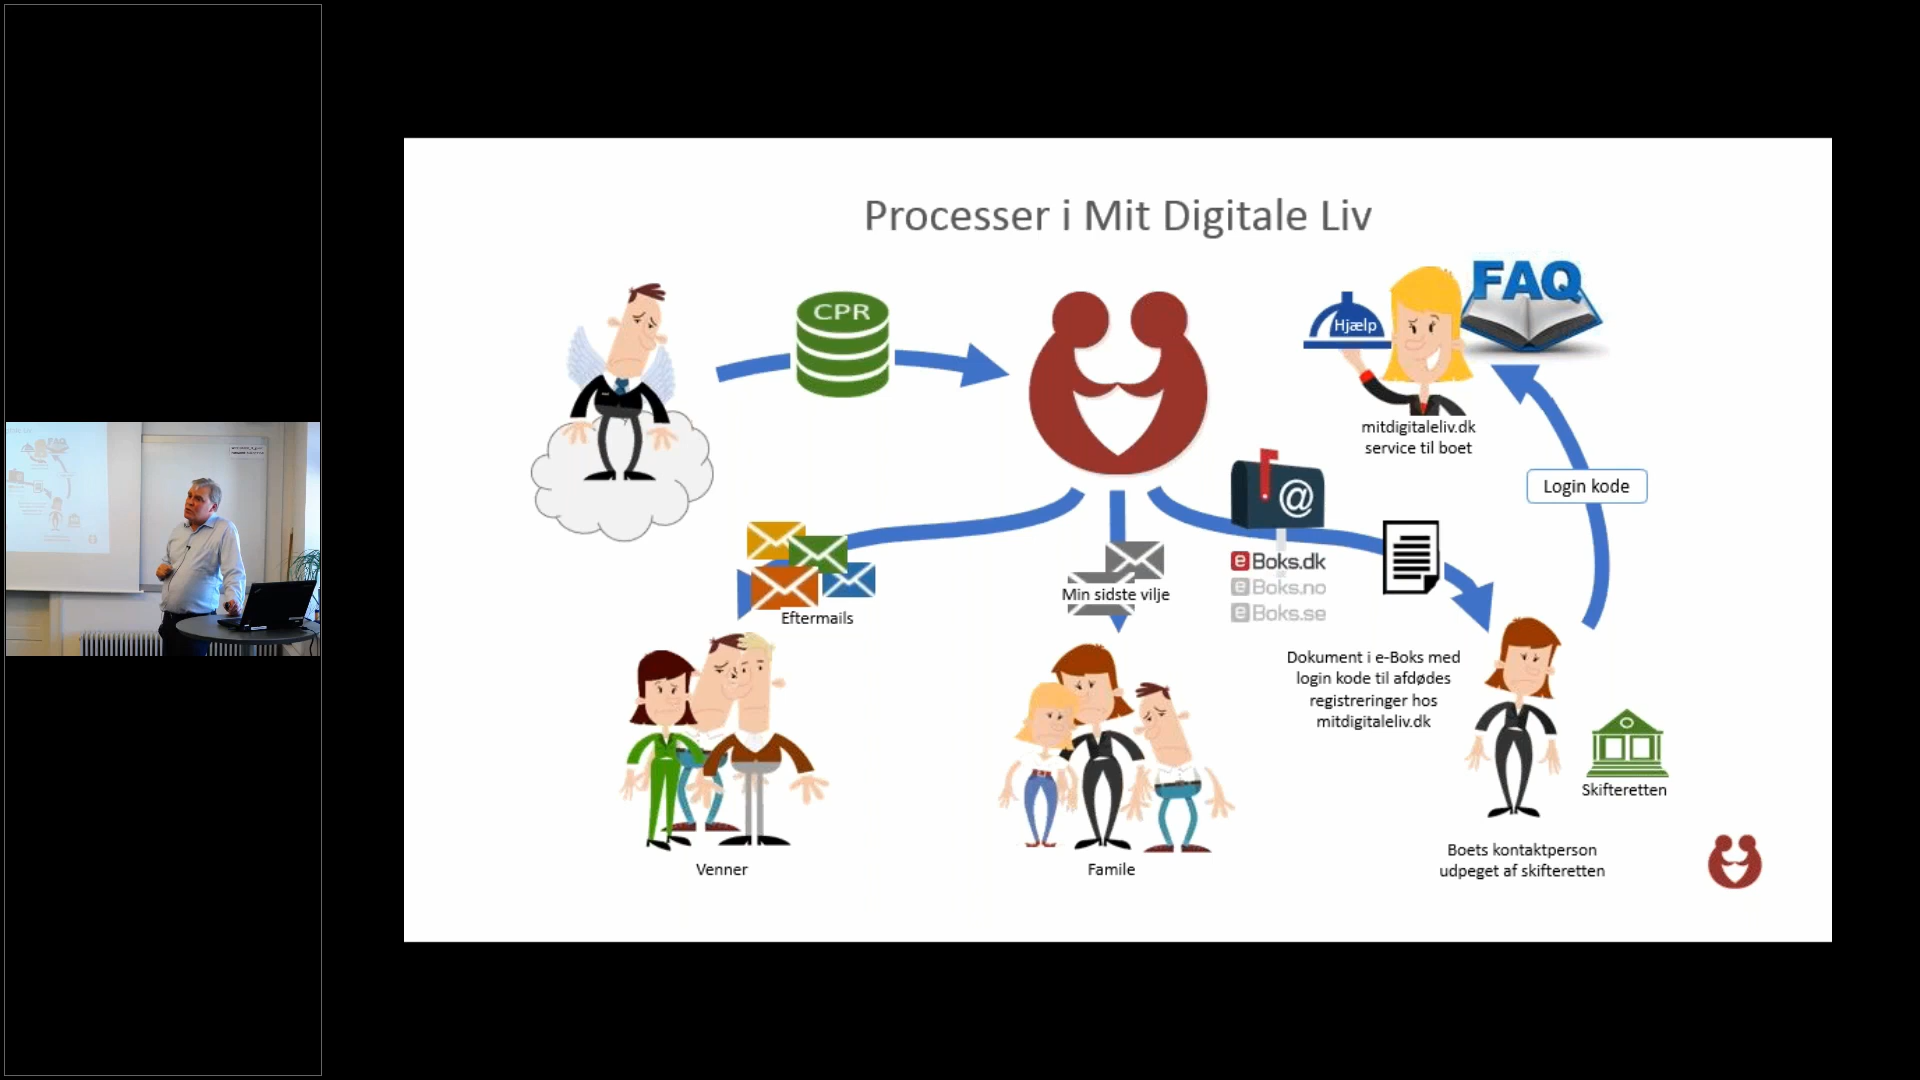 Processer i Mit Digitale Liv
CPR
Hjælp
FAQ
mitdigitaleliv.dk
service til boet
Login kode
@
eBoks.dk
eBoks.no
eBoks.se
Eftermails
Min sidste vilje
Dokument i e-Boks med
login kode til afdødes
registreringer hos
mitdigitaleliv.dk
Skifteretten
Venner
Famile
Boets kontaktperson
udpeget af skifteretten
FAQ